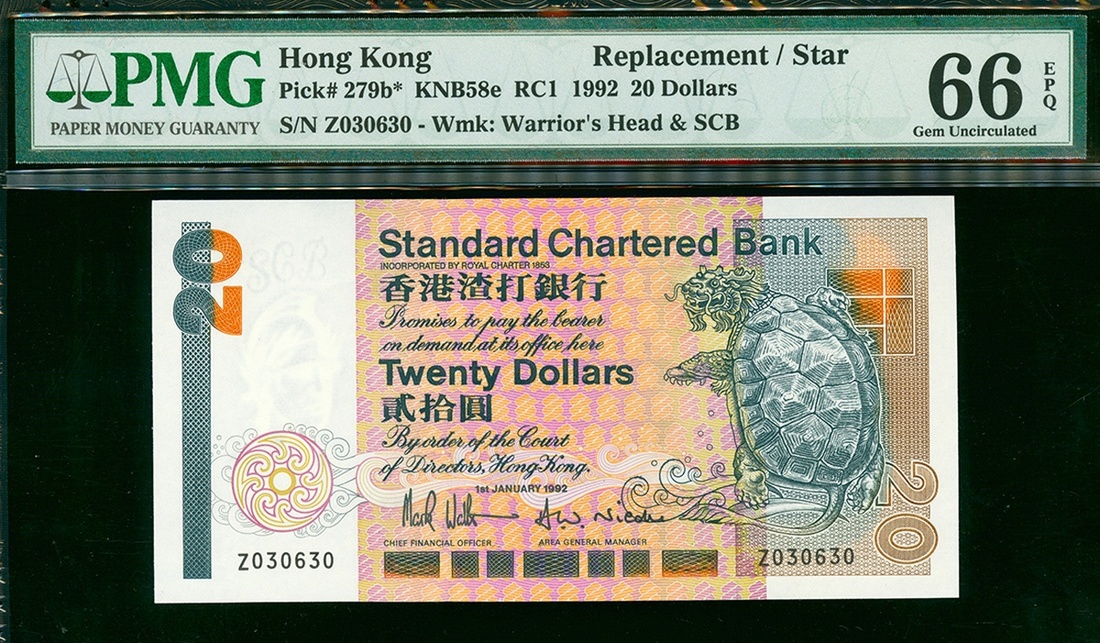 PMG
PAPER MONEY GUARANTY
Hong Kong Replacement / Star
Pick# 279b* KNB58e RC1 1992 20 Dollars
S/N Z030630 - Wmk: Warrior's Head & SCB
66
EPQ
Gem Uncirculated
20
SCB
Standard Chartered Bank
INCORPORATED BY ROYAL CHARTER 1853
香港渣打銀行
Promises to pay the bearer
on demand at its office here
Twenty Dollars
貳拾圓
By order of the Court
of Directors, Hong Kong.
1st JANUARY 1992
CHIEF FINANCIAL OFFICER AREA GENERAL MANAGER
Z030630
Z030630
20